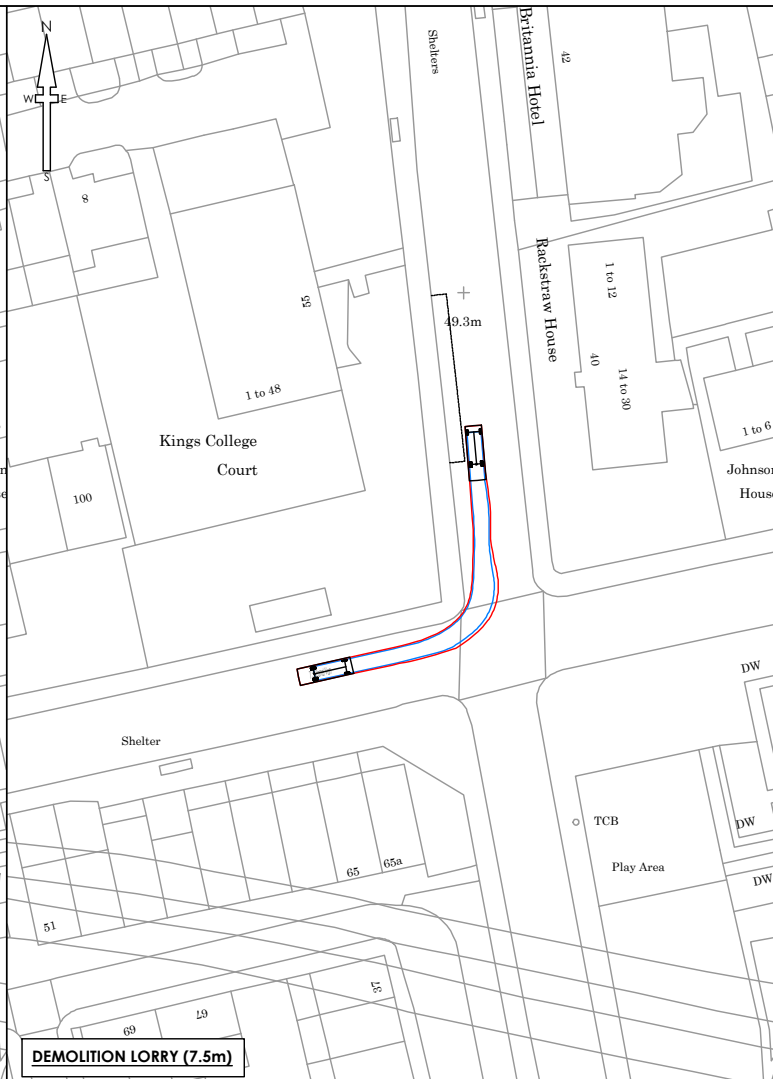 N
W E
S
Shelters
Britannia Hotel
42
8
55
49.3m
Rackstraw House
1 to 12
40
14 to 30
1 to 48
Kings College
Court
100
1 to 6
Johnson
House
DW
Shelter
TCB
DW
Play Area
65
65a
DW
51
37
67
69
DEMOLITION LORRY (7.5m)